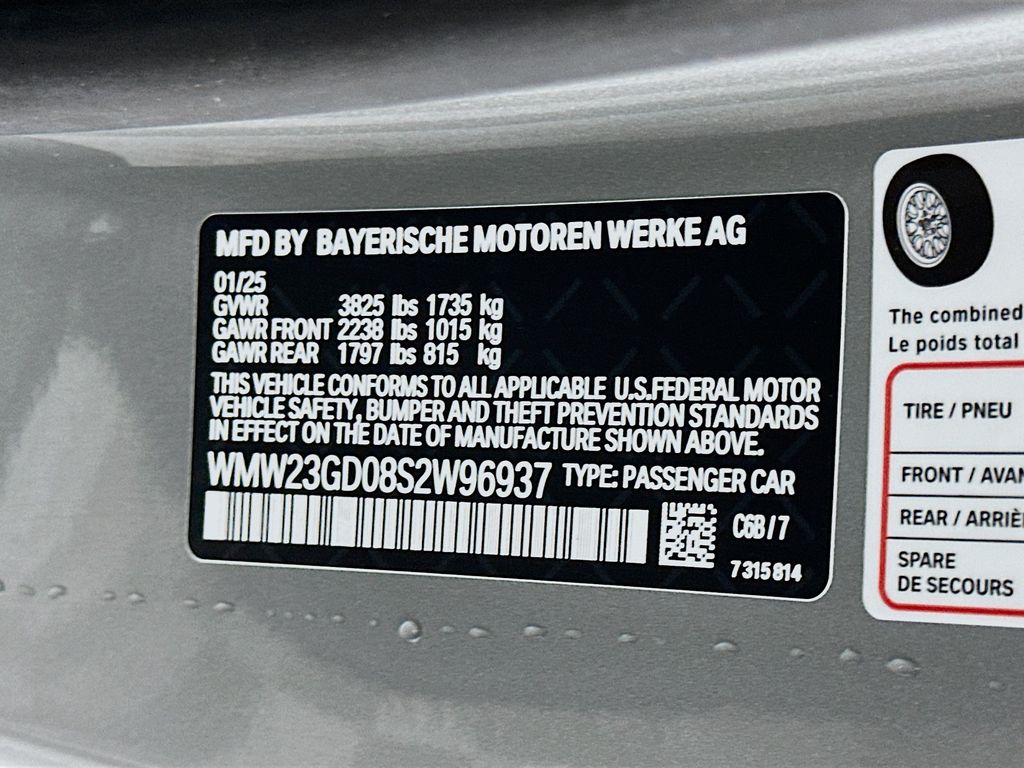 MFD BY BAYERISCHE MOTOREN WERKE AG
01/25
GVWR 3825 lbs 1735 kg
GAWR FRONT 2238 lbs 1015 kg
GAWR REAR 1797 lbs 815 kg
THIS VEHICLE CONFORMS TO ALL APPLICABLE U.S.FEDERAL MOTOR
VEHICLE SAFETY, BUMPER AND THEFT PREVENTION STANDARDS
IN EFFECT ON THE DATE OF MANUFACTURE SHOWN ABOVE.
WMW23GD08S2W96937 TYPE: PASSENGER CAR
C6B/7
7315814
The combined
Le poids total
TIRE / PNEU
FRONT / AVAN
REAR / ARRIÈ
SPARE
DE SECOURS